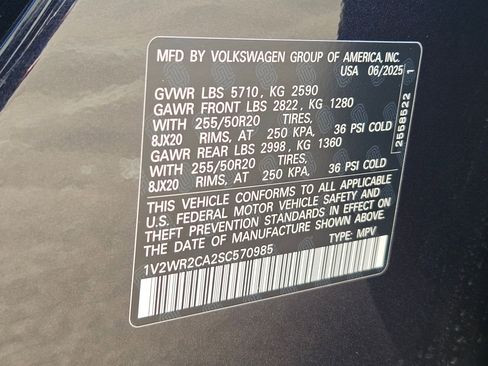 MFD BY VOLKSWAGEN GROUP OF AMERICA, INC.
USA 06/2025
GVWR LBS 5710, KG 2590
GAWR FRONT LBS 2822, KG 1280
WITH 255/50R20 TIRES,
8JX20 RIMS, AT 250 KPA, 36 PSI COLD
GAWR REAR LBS 2998, KG 1360
WITH 255/50R20 TIRES,
8JX20 RIMS, AT 250 KPA, 36 PSI COLD
THIS VEHICLE CONFORMS TO ALL APPLICABLE
U.S. FEDERAL MOTOR VEHICLE SAFETY AND
THEFT PREVENTION STANDARDS IN EFFECT ON
THE DATE OF MANUFACTURE SHOWN ABOVE.
1V2WR2CA2SC570985 TYPE: MPV
2558522 1